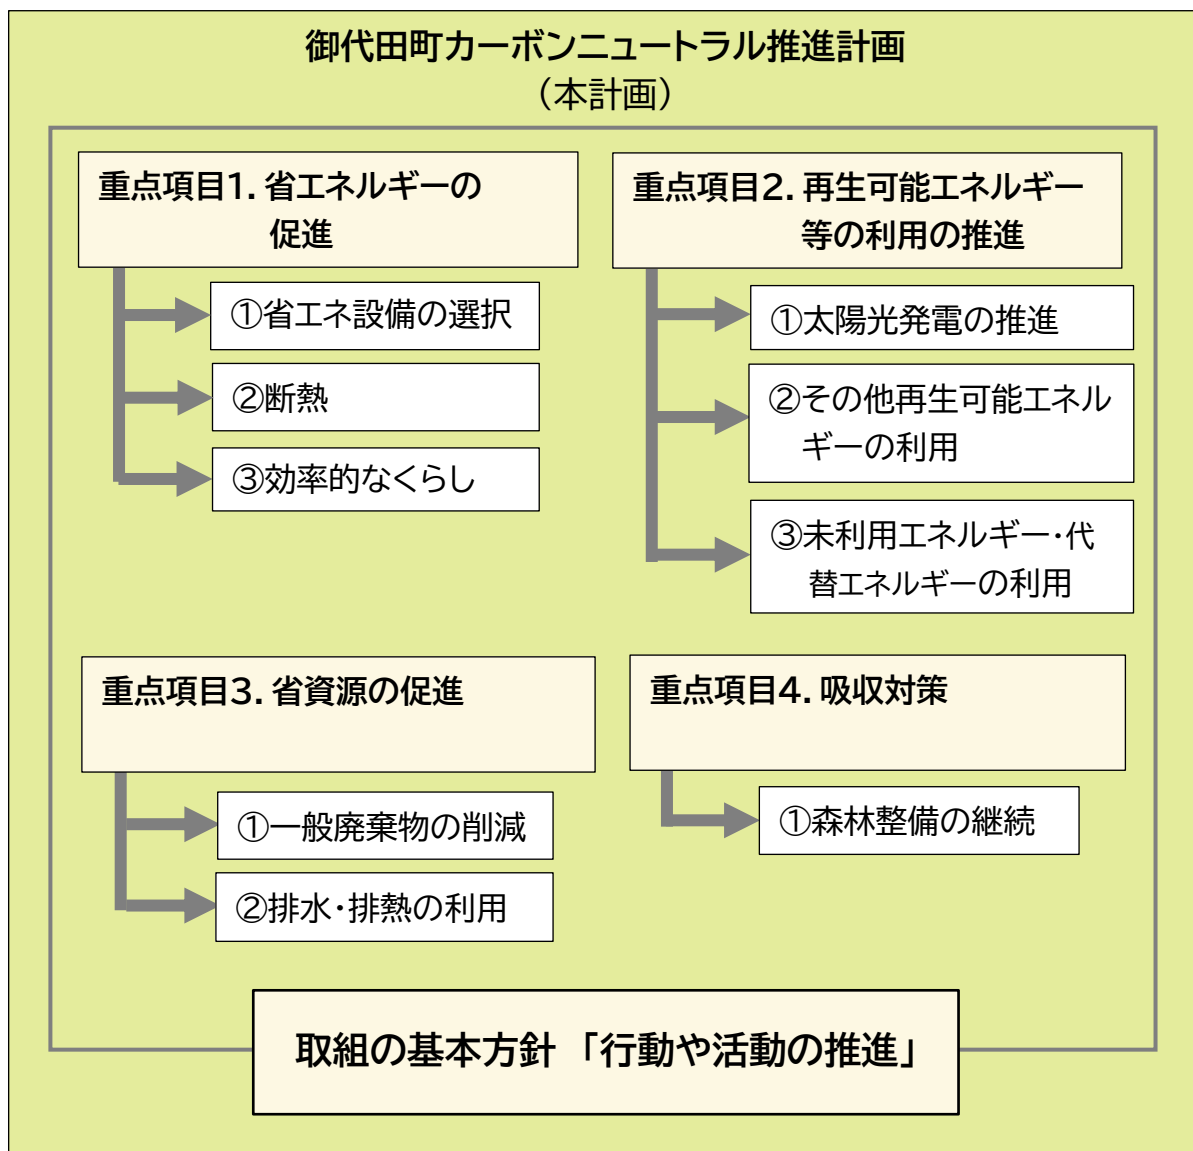 御代田町カーボンニュートラル推進計画
（本計画）
重点項目1．省エネルギーの
促進
①省エネ設備の選択
②断熱
③効率的なくらし
重点項目2．再生可能エネルギー
等の利用の推進
①太陽光発電の推進
②その他再生可能エネル
ギーの利用
③未利用エネルギー・代
替エネルギーの利用
重点項目3．省資源の促進
①一般廃棄物の削減
②排水・排熱の利用
重点項目4．吸収対策
①森林整備の継続
取組の基本方針 「行動や活動の推進」